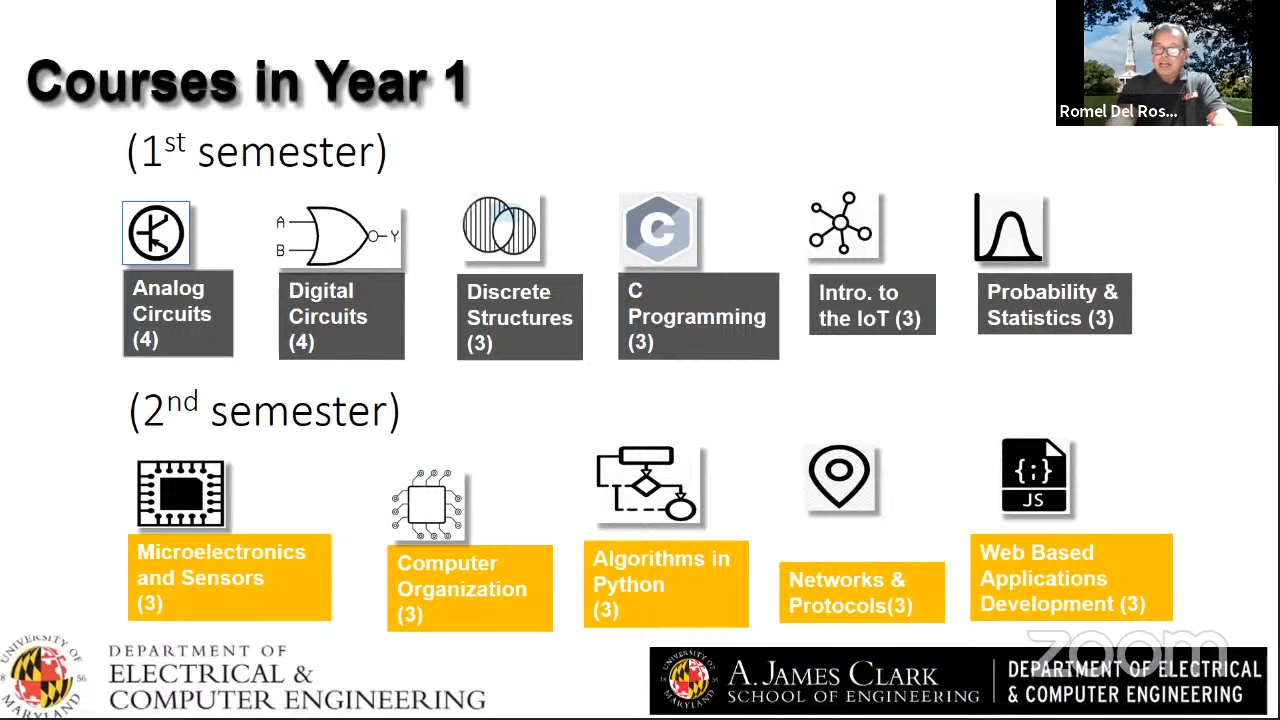 Courses in Year 1
Romel Del Ros...
(1st semester)
A
B
Y
C
Analog
Circuits
(4)
Digital
Circuits
(4)
Discrete
Structures
(3)
C
Programming
(3)
Intro. to
the IoT (3)
Probability &
Statistics (3)
(2nd semester)
{;}
JS
Microelectronics
and Sensors
(3)
Computer
Organization
(3)
Algorithms in
Python
(3)
Networks &
Protocols(3)
Web Based
Applications
Development (3)
zoom
UNIVERSITY OF
18 56
MARYLAND
DEPARTMENT OF
ELECTRICAL &
COMPUTER ENGINEERING
UNIVERSITY OF
MARYLAND
A. JAMES CLARK
SCHOOL OF ENGINEERING
DEPARTMENT OF ELECTRICAL
& COMPUTER ENGINEERING